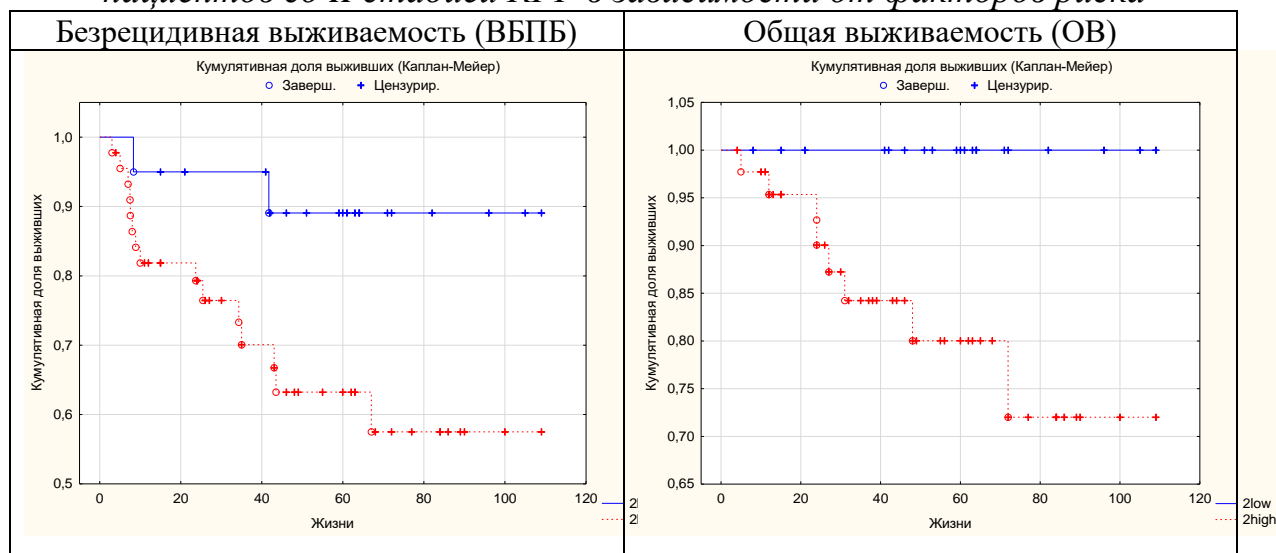 пациентов со II стадией КРР в зависимости от факторов риска
Безрецидивная выживаемость (ВБПБ)
Общая выживаемость (ОВ)
Кумулятивная доля выживших (Каплан-Мейер)
Заверш. Цензурир.
Кумулятивная доля выживших
1,0
0,9
0,8
0,7
0,6
0,5
0 20 40 60 80 100 120
Жизни
Кумулятивная доля выживших (Каплан-Мейер)
Заверш. Цензурир.
Кумулятивная доля выживших
1,05
1,00
0,95
0,90
0,85
0,80
0,75
0,70
0,65
0 20 40 60 80 100 120
Жизни
2low
2high